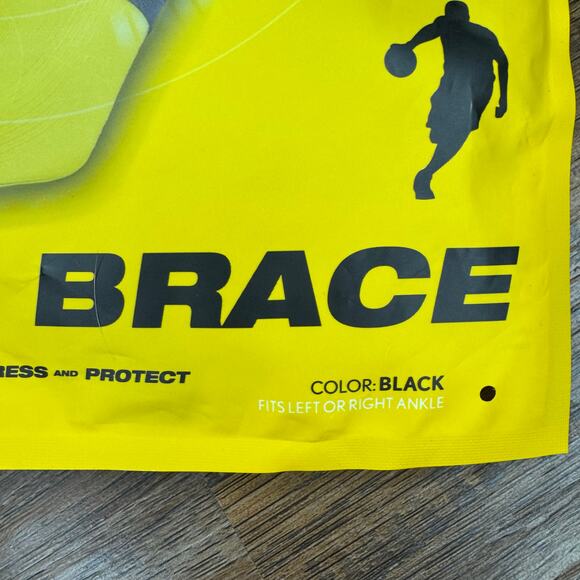 BRACE
RESS AND PROTECT
COLOR: BLACK
FITS LEFT OR RIGHT ANKLE